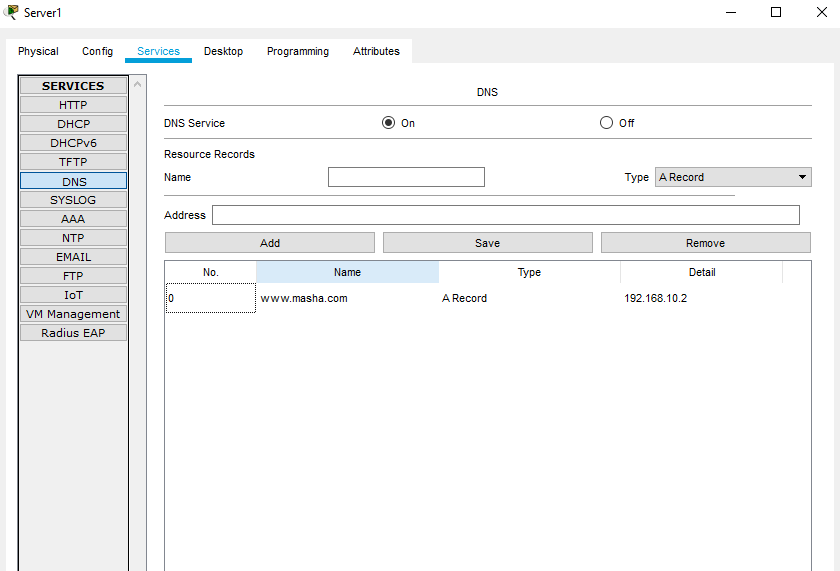 Server1
Physical Config Services Desktop Programming Attributes
SERVICES
HTTP
DHCP
DHCPv6
TFTP
DNS
SYSLOG
AAA
NTP
EMAIL
FTP
IoT
VM Management
Radius EAP
DNS
DNS Service On Off
Resource Records
Name Type A Record
Address
Add Save Remove
No. Name Type Detail
0 www.masha.com A Record 192.168.10.2